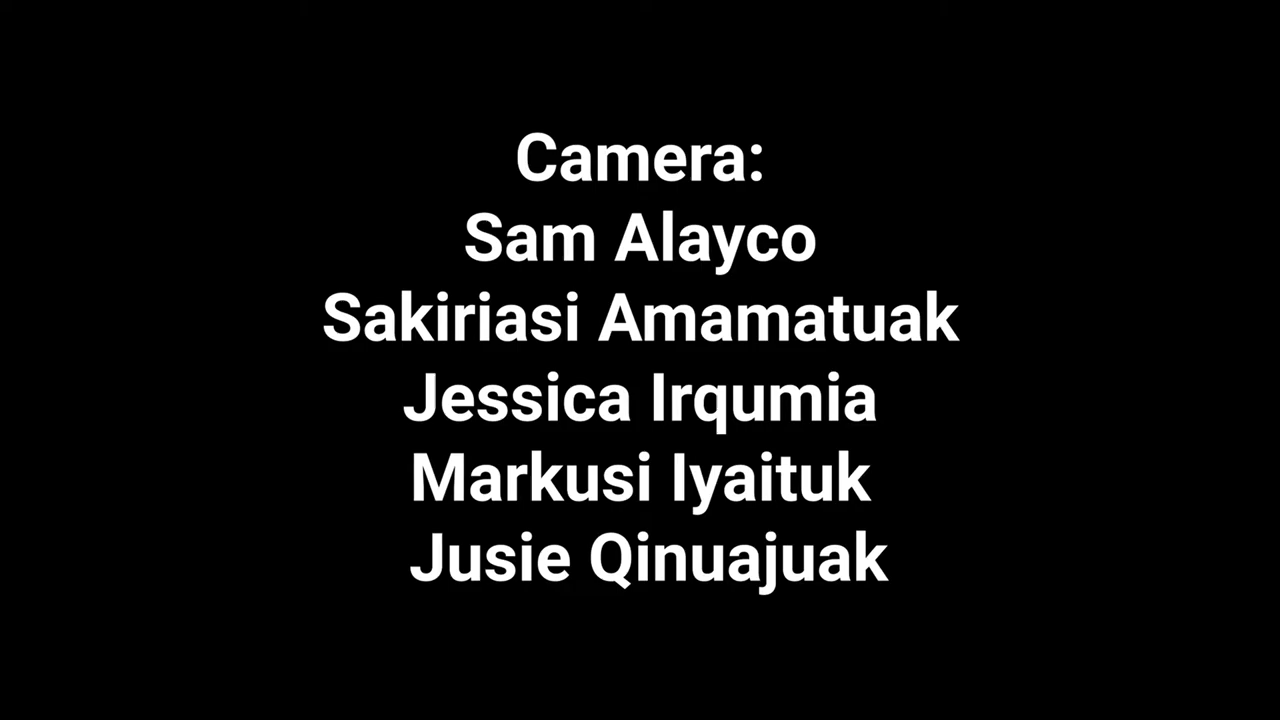 Camera:
Sam Alayco
Sakiriasi Amamatuak
Jessica Irqumia
Markusi Iyaituk
Jusie Qinuajuak